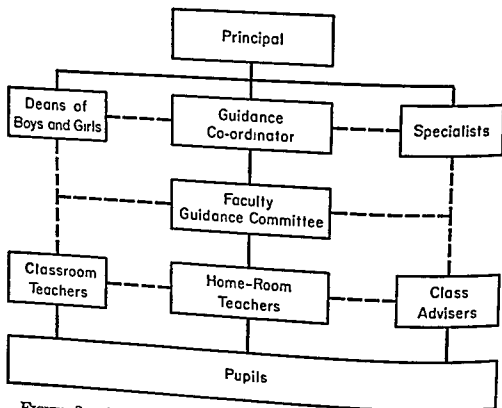 Principal
Deans of
Boys and Girls
Guidance
Co-ordinator
Specialists
Faculty
Guidance Committee
Classroom
Teachers
Home-Room
Teachers
Class
Advisers
Pupils